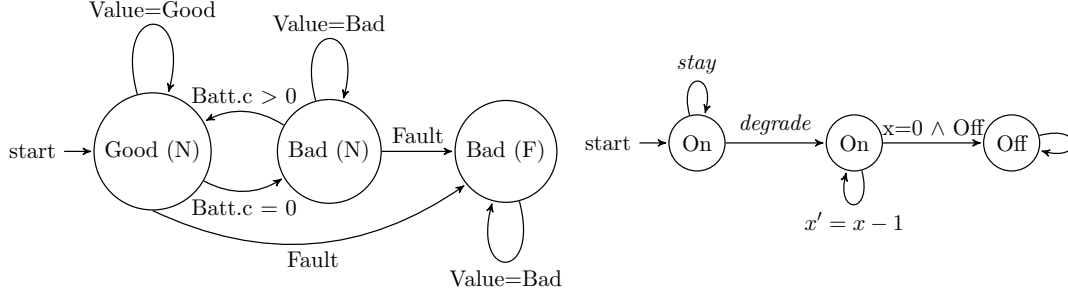 Value=Good
Value=Bad
Batt.c > 0
start
Good (N)
Bad (N)
Fault
Bad (F)
Batt.c = 0
Fault
Value=Bad
stay
start
On
degrade
On
x=0 ∧ Off
Off
x′ = x − 1